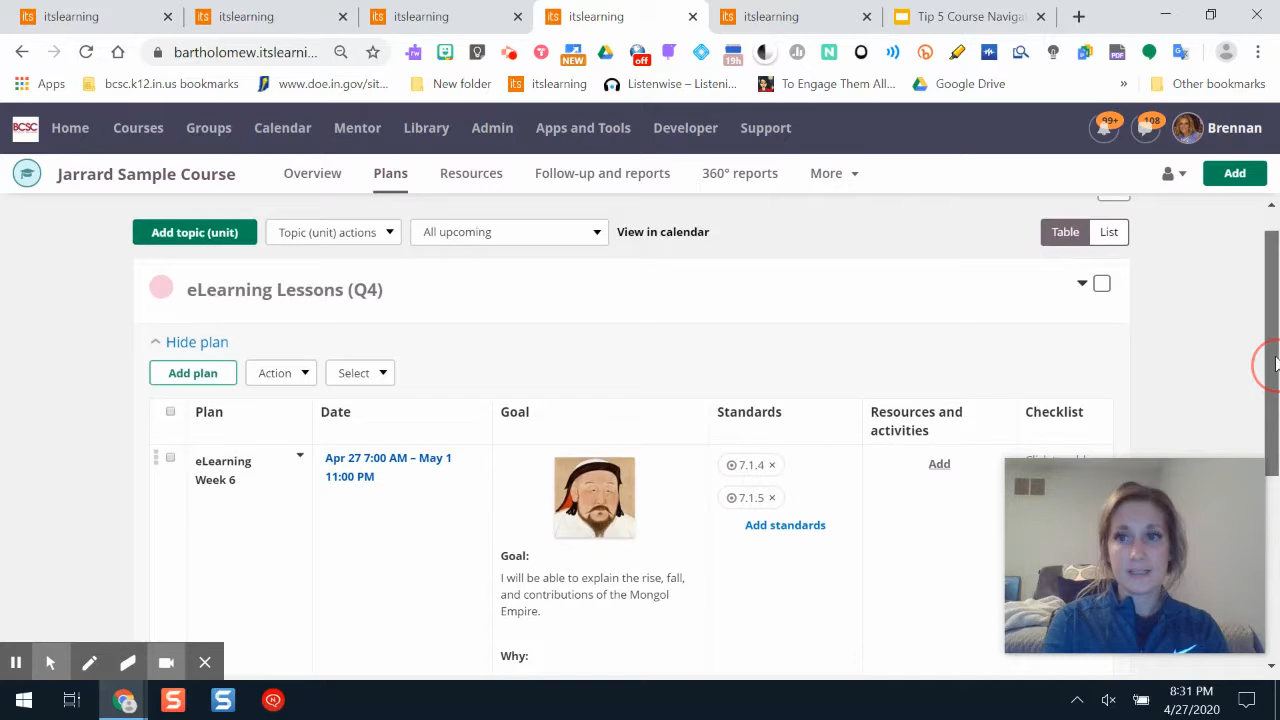 itslearning
itslearning
itslearning
itslearning
itslearning
Tip 5 Course Naviga
bartholomew.itslearni...
NEW
off
19h
PDF
Apps
bcsc.k12.in.us bookmarks
www.doe.in.gov/sit...
New folder
its itslearning
Listenwise – Listeni...
To Engage Them All...
Google Drive
»
Other bookmarks
BCSC
Home
Courses
Groups
Calendar
Mentor
Library
Admin
Apps and Tools
Developer
Support
99+
108
Brennan
Jarrard Sample Course
Overview
Plans
Resources
Follow-up and reports
360° reports
More
Add
Add topic (unit)
Topic (unit) actions
All upcoming
View in calendar
Table
List
eLearning Lessons (Q4)
Hide plan
Add plan
Action
Select
Plan
Date
Goal
Standards
Resources and
activities
Checklist
eLearning
Week 6
Apr 27 7:00 AM – May 1
11:00 PM
7.1.4 ×
7.1.5 ×
Add standards
Add
Goal:
I will be able to explain the rise, fall,
and contributions of the Mongol
Empire.
Why:
8:31 PM
4/27/2020